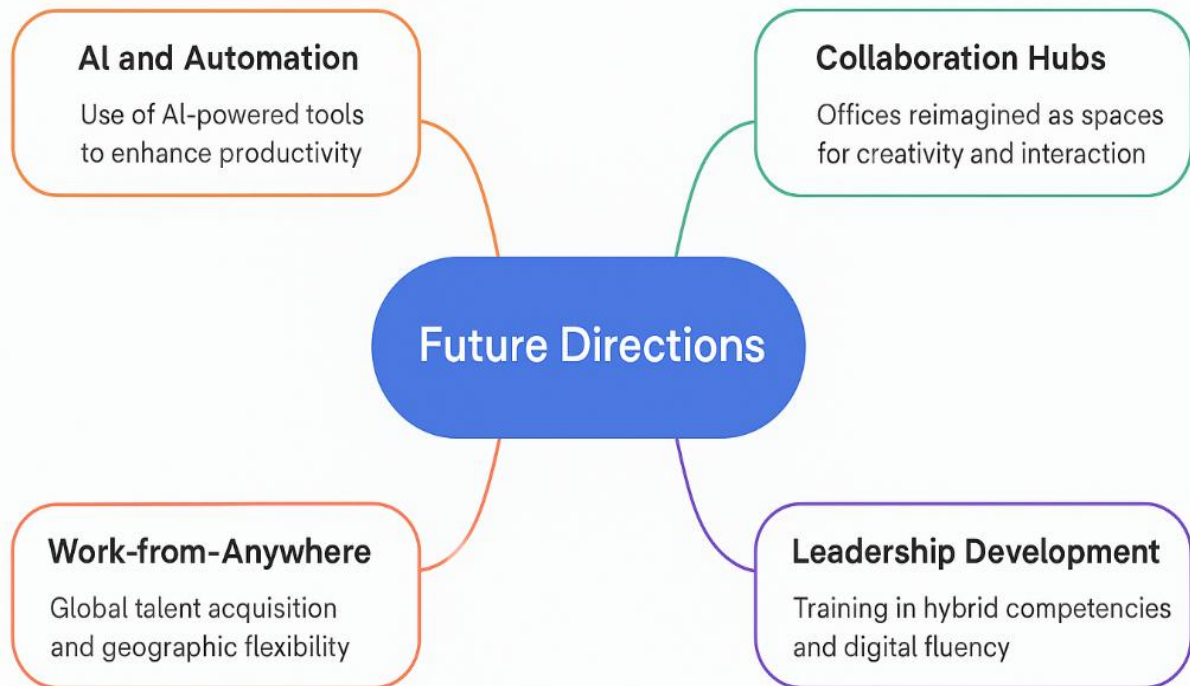 AI and Automation
Use of AI-powered tools
to enhance productivity
Collaboration Hubs
Offices reimagined as spaces
for creativity and interaction
Future Directions
Work-from-Anywhere
Global talent acquisition
and geographic flexibility
Leadership Development
Training in hybrid competencies
and digital fluency